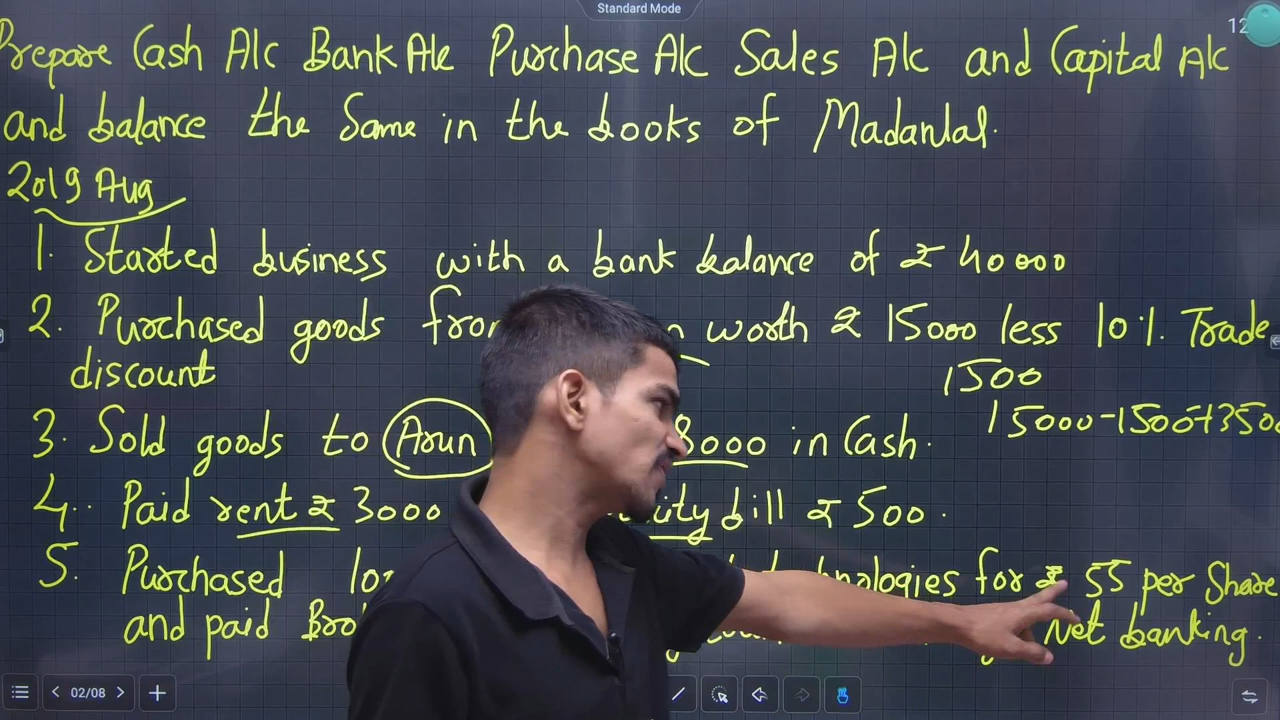 Standard Mode
12
Prepare Cash A/c Bank A/c Purchase A/c Sales A/c and Capital A/c
and balance the Same in the books of Madanlal.
2019 Aug
1. Started business with a bank balance of ₹ 40000
2. Purchased goods worth ₹ 15000 less 10%. Trade
discount
1500
15000-1500=1350
3. Sold goods to Arun 8000 in Cash.
4. Paid rent ₹ 3000 bill ₹ 500.
5. Purchased for ₹ 55 per Share
and paid Net banking.
02/08